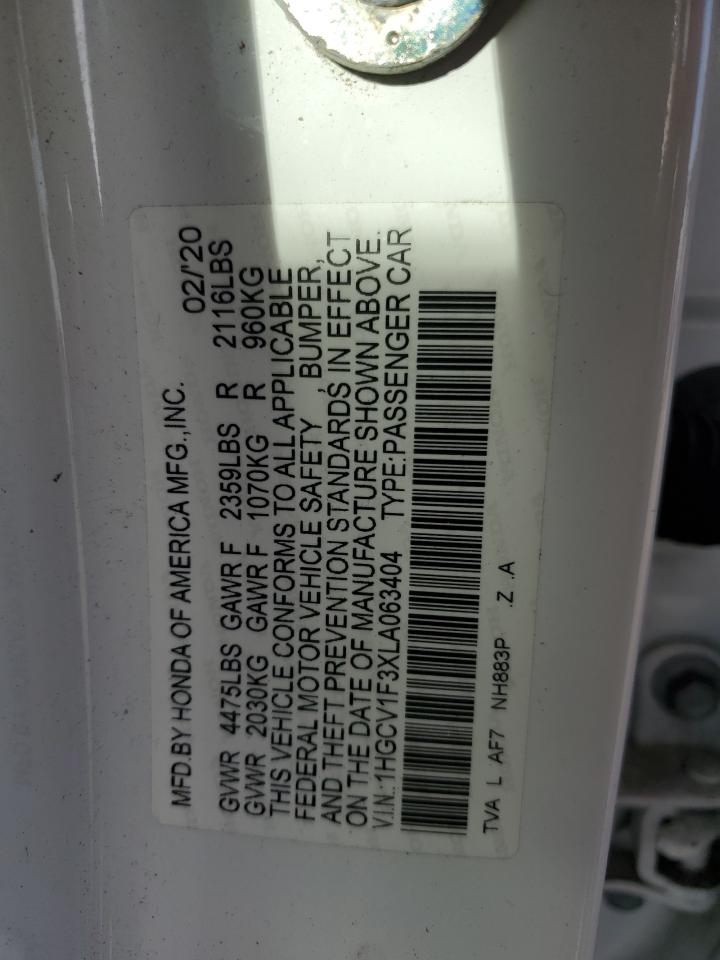 MFD.BY HONDA OF AMERICA MFG.,INC. 02/'20
GVWR 4475LBS GAWR F 2359LBS R 2116LBS
GVWR 2030KG GAWR F 1070KG R 960KG
THIS VEHICLE CONFORMS TO ALL APPLICABLE
FEDERAL MOTOR VEHICLE SAFETY , BUMPER,
AND THEFT PREVENTION STANDARDS IN EFFECT
ON THE DATE OF MANUFACTURE SHOWN ABOVE.
V.I.N.:1HGCV1F3XLA063404 TYPE:PASSENGER CAR
TVA L AF7 NH883P .Z .A